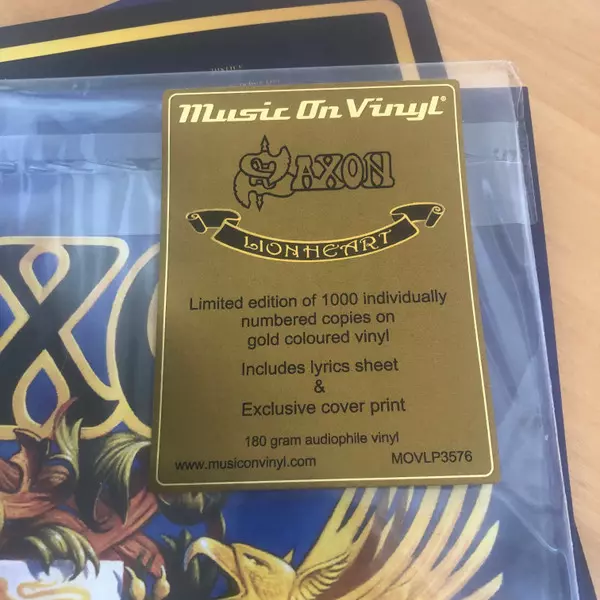 Music On Vinyl®
SAXON
LIONHEART
Limited edition of 1000 individually
numbered copies on
gold coloured vinyl
Includes lyrics sheet
&
Exclusive cover print
180 gram audiophile vinyl
www.musiconvinyl.com MOVLP3576